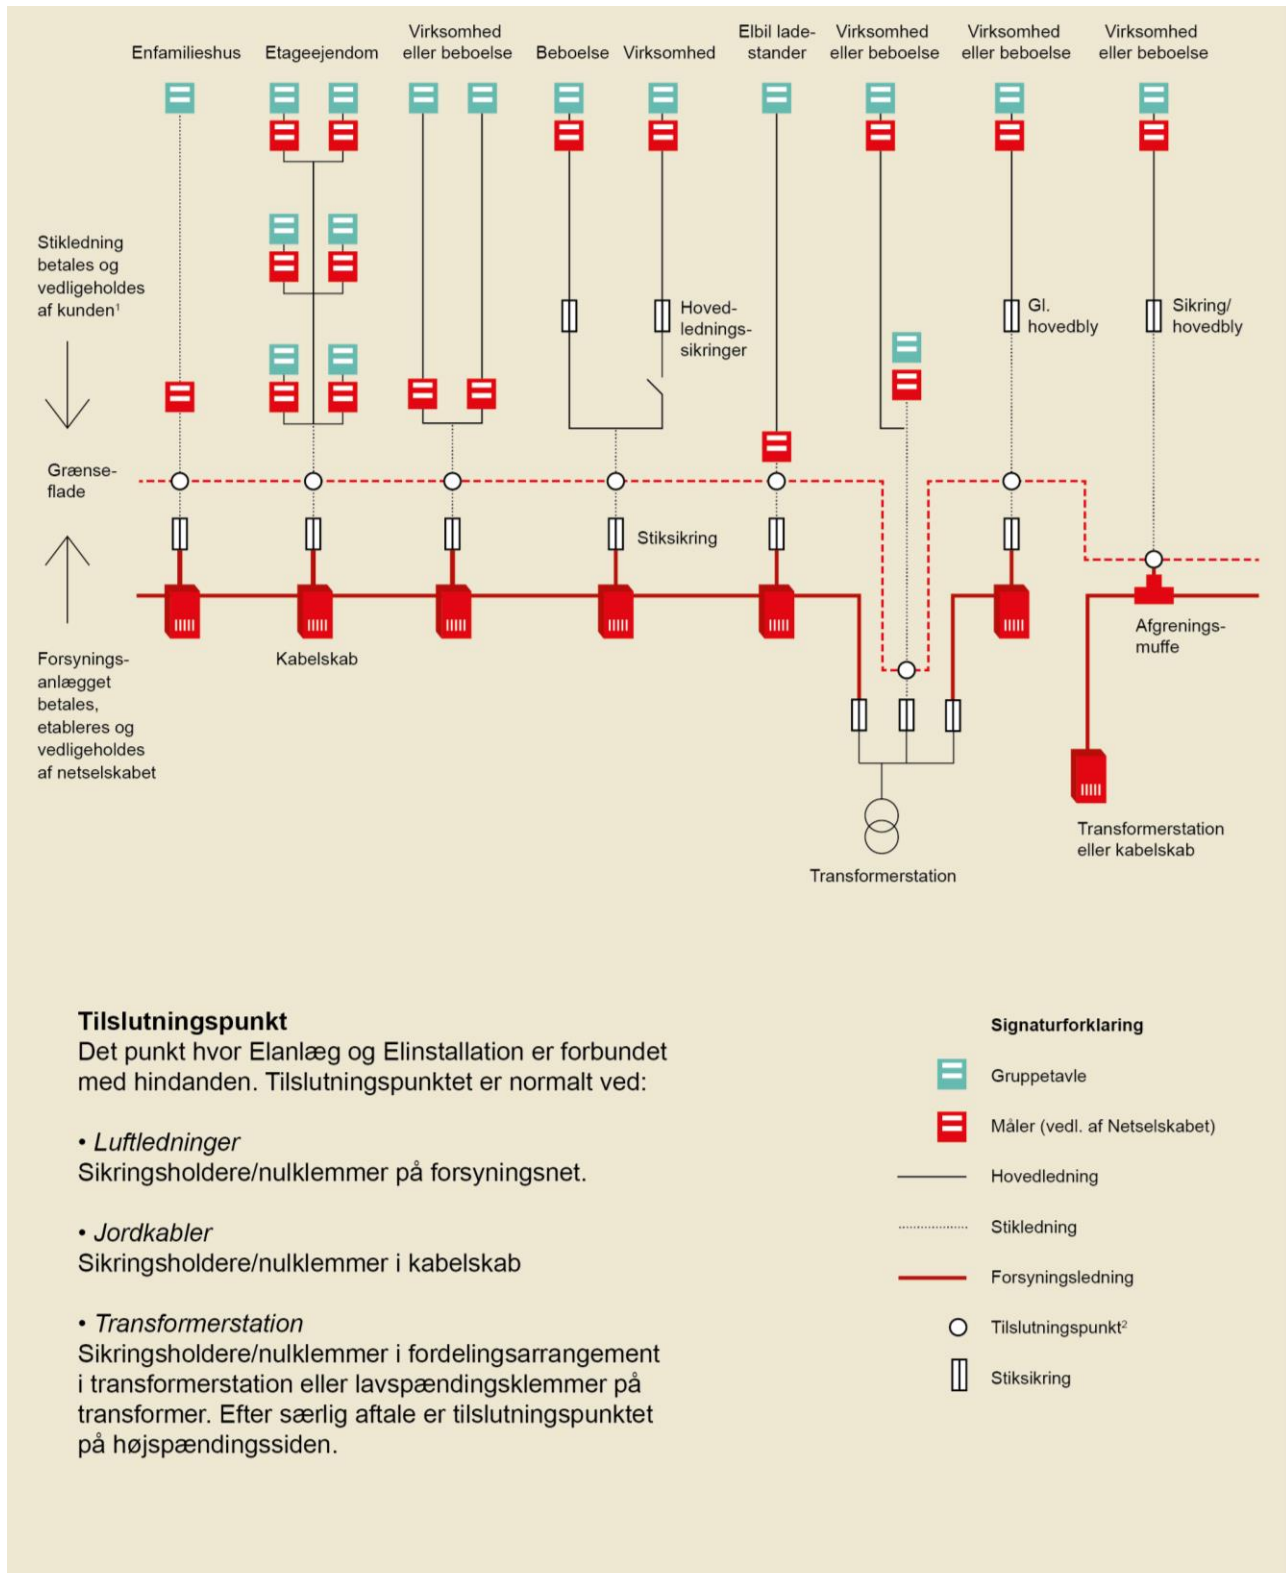 Enfamilieshus
Etageejendom
Virksomhed
eller beboelse
Beboelse
Virksomhed
Elbil lade-
stander
Virksomhed
eller beboelse
Virksomhed
eller beboelse
Virksomhed
eller beboelse
Stikledning
betales og
vedligeholdes
af kunden¹
Hoved-
lednings-
sikringer
Gl.
hovedbly
Sikring/
hovedbly
Grænse-
flade
Stiksikring
Forsynings-
anlægget
betales,
etableres og
vedligeholdes
af netselskabet
Kabelskab
Afgrenings-
muffe
Transformerstation
Transformerstation
eller kabelskab
Tilslutningspunkt
Det punkt hvor Elanlæg og Elinstallation er forbundet
med hindanden. Tilslutningspunktet er normalt ved:
• Luftledninger
Sikringsholdere/nulklemmer på forsyningsnet.
• Jordkabler
Sikringsholdere/nulklemmer i kabelskab
• Transformerstation
Sikringsholdere/nulklemmer i fordelingsarrangement
i transformerstation eller lavspændingsklemmer på
transformer. Efter særlig aftale er tilslutningspunktet
på højspændingssiden.
Signaturforklaring
Gruppetavle
Måler (vedl. af Netselskabet)
Hovedledning
Stikledning
Forsyningsledning
Tilslutningspunkt²
Stiksikring